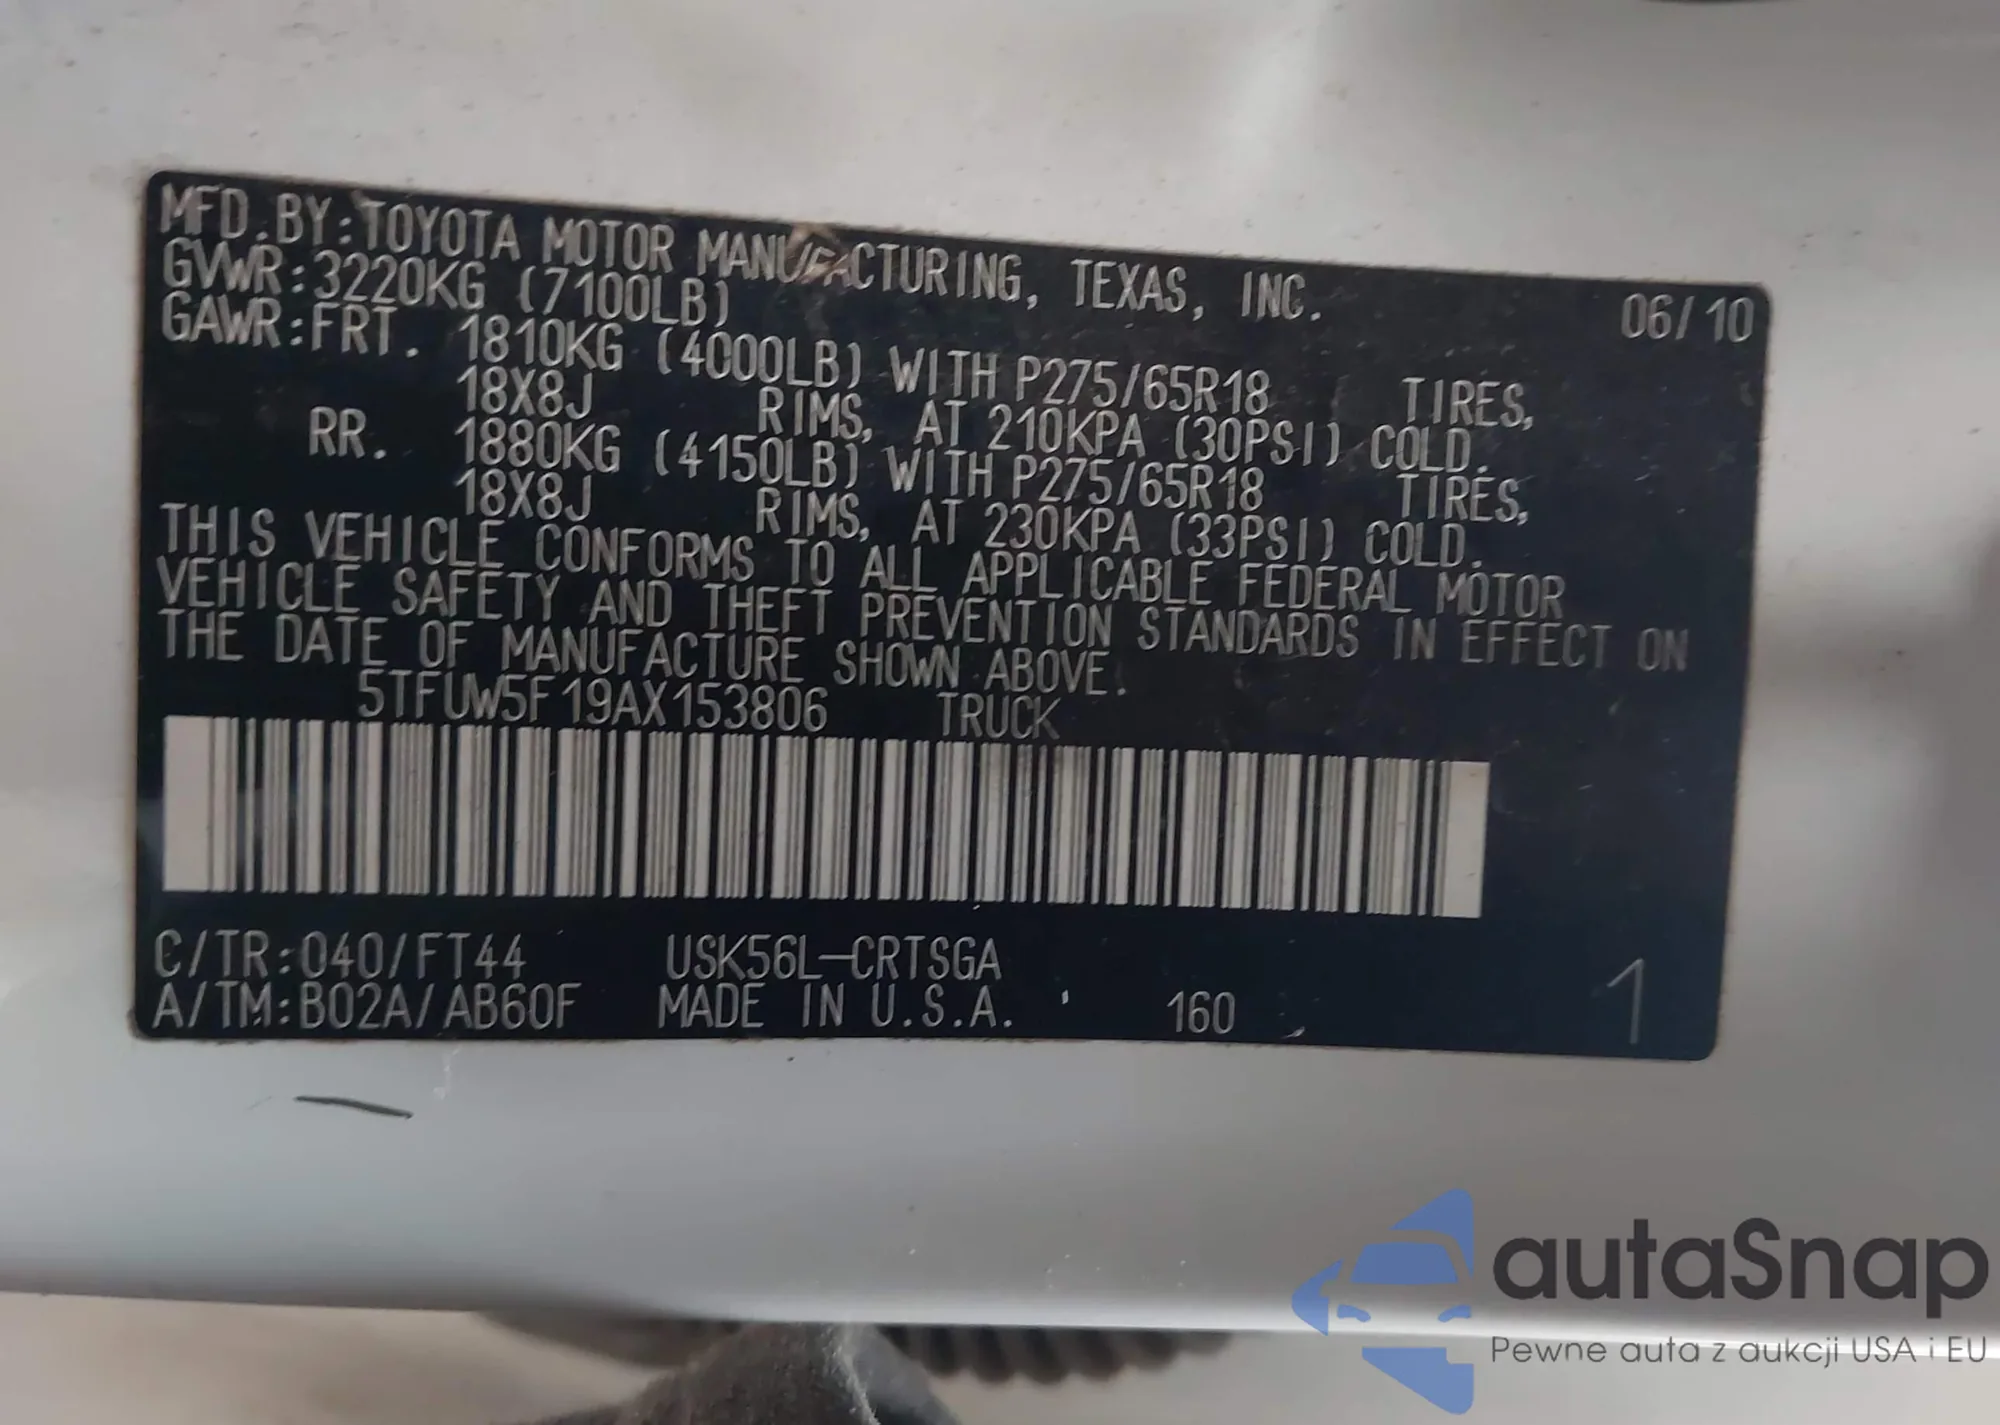 MFD.BY:TOYOTA MOTOR MANUFACTURING, TEXAS, INC. 06/10
GVWR:3220KG (7100LB)
GAWR:FRT. 1810KG (4000LB) WITH P275/65R18 TIRES,
18X8J RIMS, AT 210KPA (30PSI) COLD.
RR. 1880KG (4150LB) WITH P275/65R18 TIRES,
18X8J RIMS, AT 230KPA (33PSI) COLD.
THIS VEHICLE CONFORMS TO ALL APPLICABLE FEDERAL MOTOR
VEHICLE SAFETY AND THEFT PREVENTION STANDARDS IN EFFECT ON
THE DATE OF MANUFACTURE SHOWN ABOVE.
5TFUW5F19AX153806 TRUCK
C/TR:040/FT44 USK56L-CRTSGA
A/TM:B02A/AB60F MADE IN U.S.A. 160 1
autaSnap
Pewne auta z aukcji USA i EU